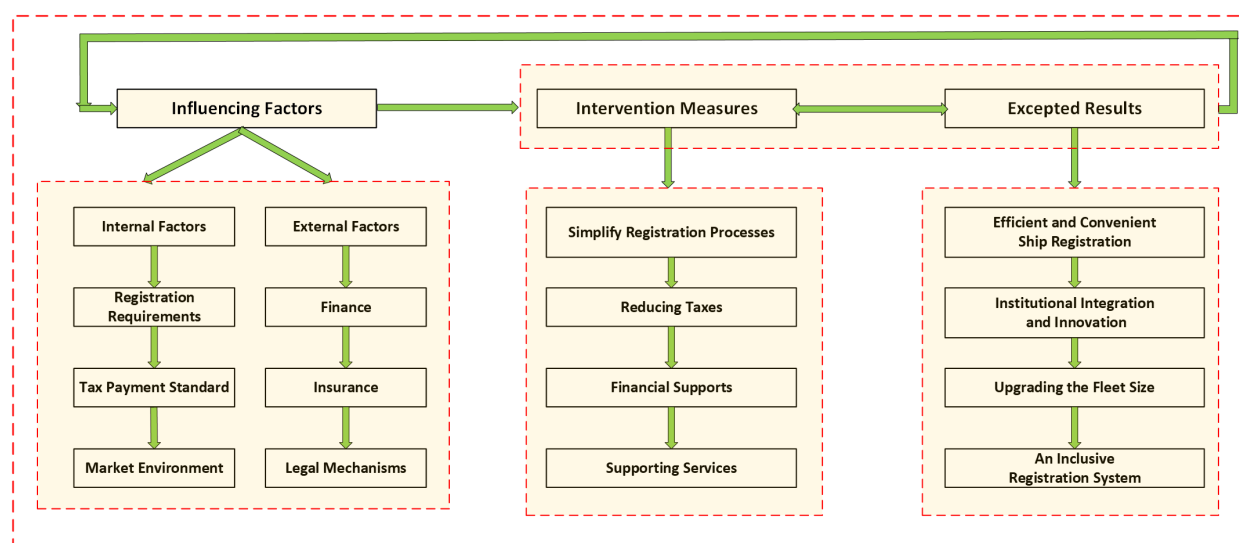 Influencing Factors
Intervention Measures
Excepted Results
Internal Factors
Registration
Requirements
Tax Payment Standard
Market Environment
External Factors
Finance
Insurance
Legal Mechanisms
Simplify Registration Processes
Reducing Taxes
Financial Supports
Supporting Services
Efficient and Convenient
Ship Registration
Institutional Integration
and Innovation
Upgrading the Fleet Size
An Inclusive
Registration System